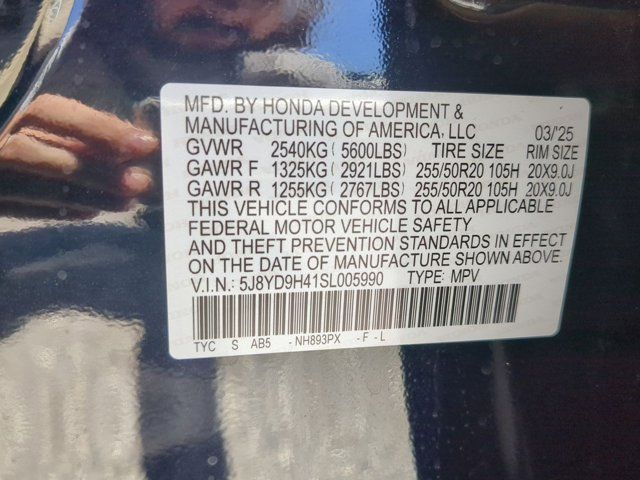 MFD. BY HONDA DEVELOPMENT &
MANUFACTURING OF AMERICA, LLC 03/'25
GVWR 2540KG ( 5600LBS) TIRE SIZE RIM SIZE
GAWR F 1325KG ( 2921LBS) 255/50R20 105H 20X9.0J
GAWR R 1255KG ( 2767LBS) 255/50R20 105H 20X9.0J
THIS VEHICLE CONFORMS TO ALL APPLICABLE
FEDERAL MOTOR VEHICLE SAFETY
AND THEFT PREVENTION STANDARDS IN EFFECT
ON THE DATE OF MANUFACTURE SHOWN ABOVE.
V.I.N.: 5J8YD9H41SL005990 TYPE: MPV
TYC S AB5 - NH893PX - F - L